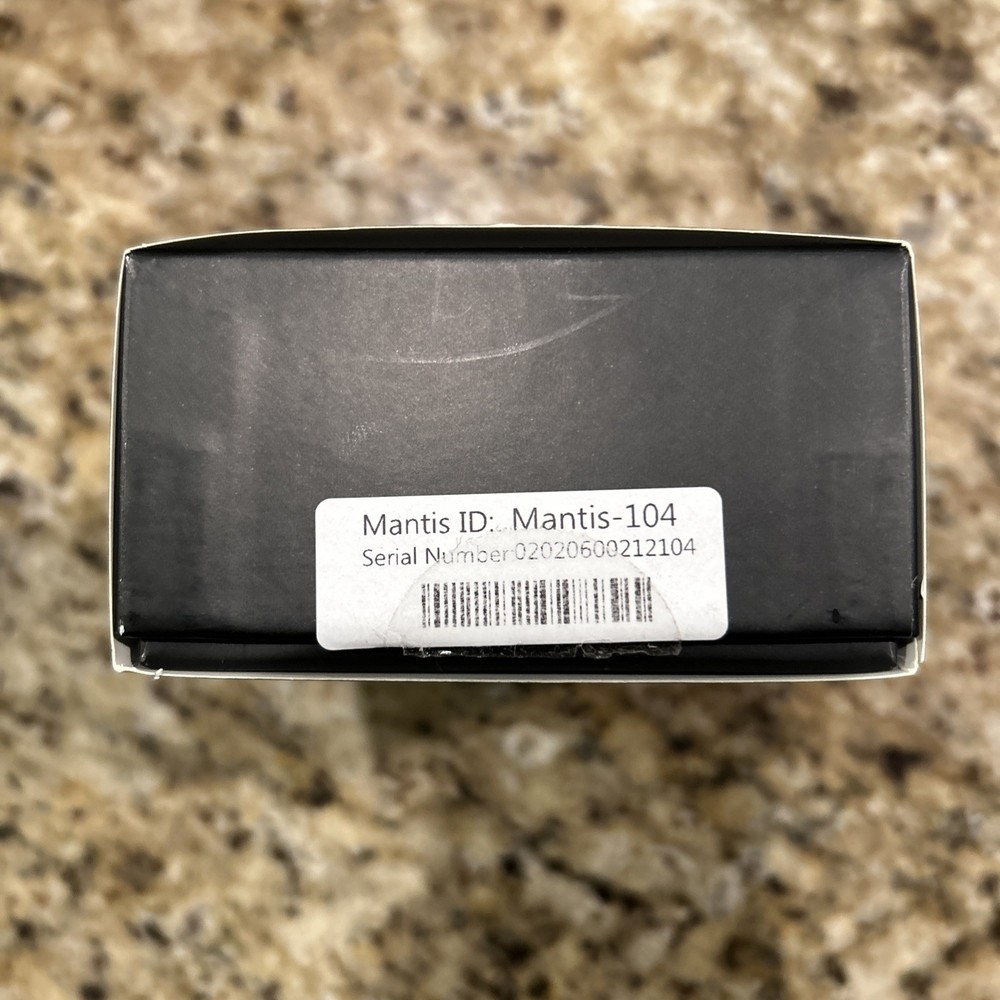 Mantis ID: Mantis-104
Serial Number:02020600212104